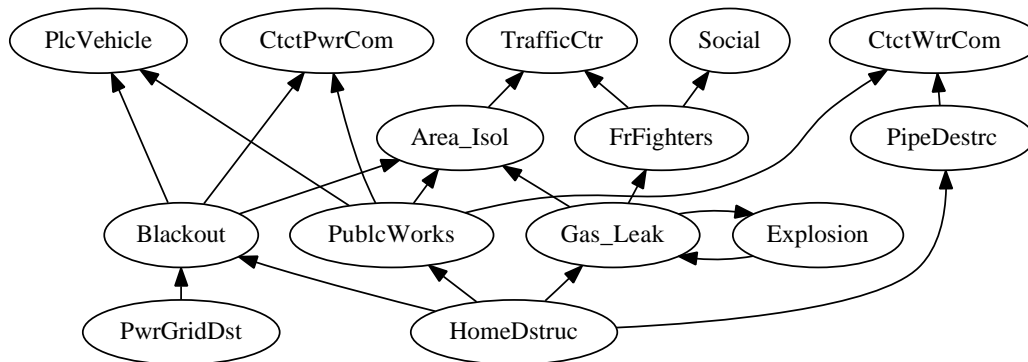 PlcVehicle
CtctPwrCom
TrafficCtr
Social
CtctWtrCom
Area_Isol
FrFighters
PipeDestrc
Blackout
PublcWorks
Gas_Leak
Explosion
PwrGridDst
HomeDstruc